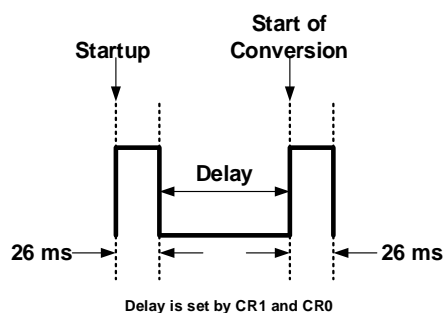 Startup
Start of
Conversion
Delay
26 ms
26 ms
Delay is set by CR1 and CR0